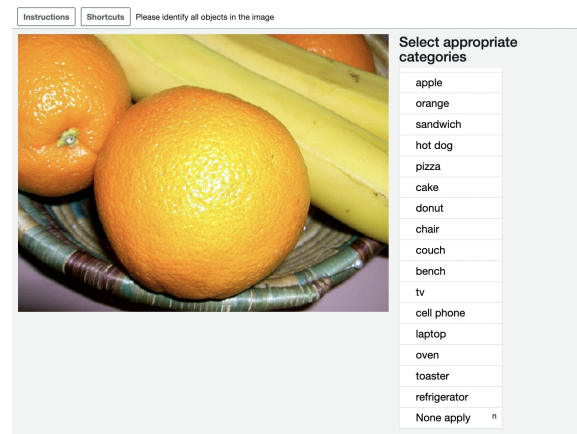 Instructions Shortcuts Please identify all objects in the image
Select appropriate
categories
apple
orange
sandwich
hot dog
pizza
cake
donut
chair
couch
bench
tv
cell phone
laptop
oven
toaster
refrigerator
None apply n